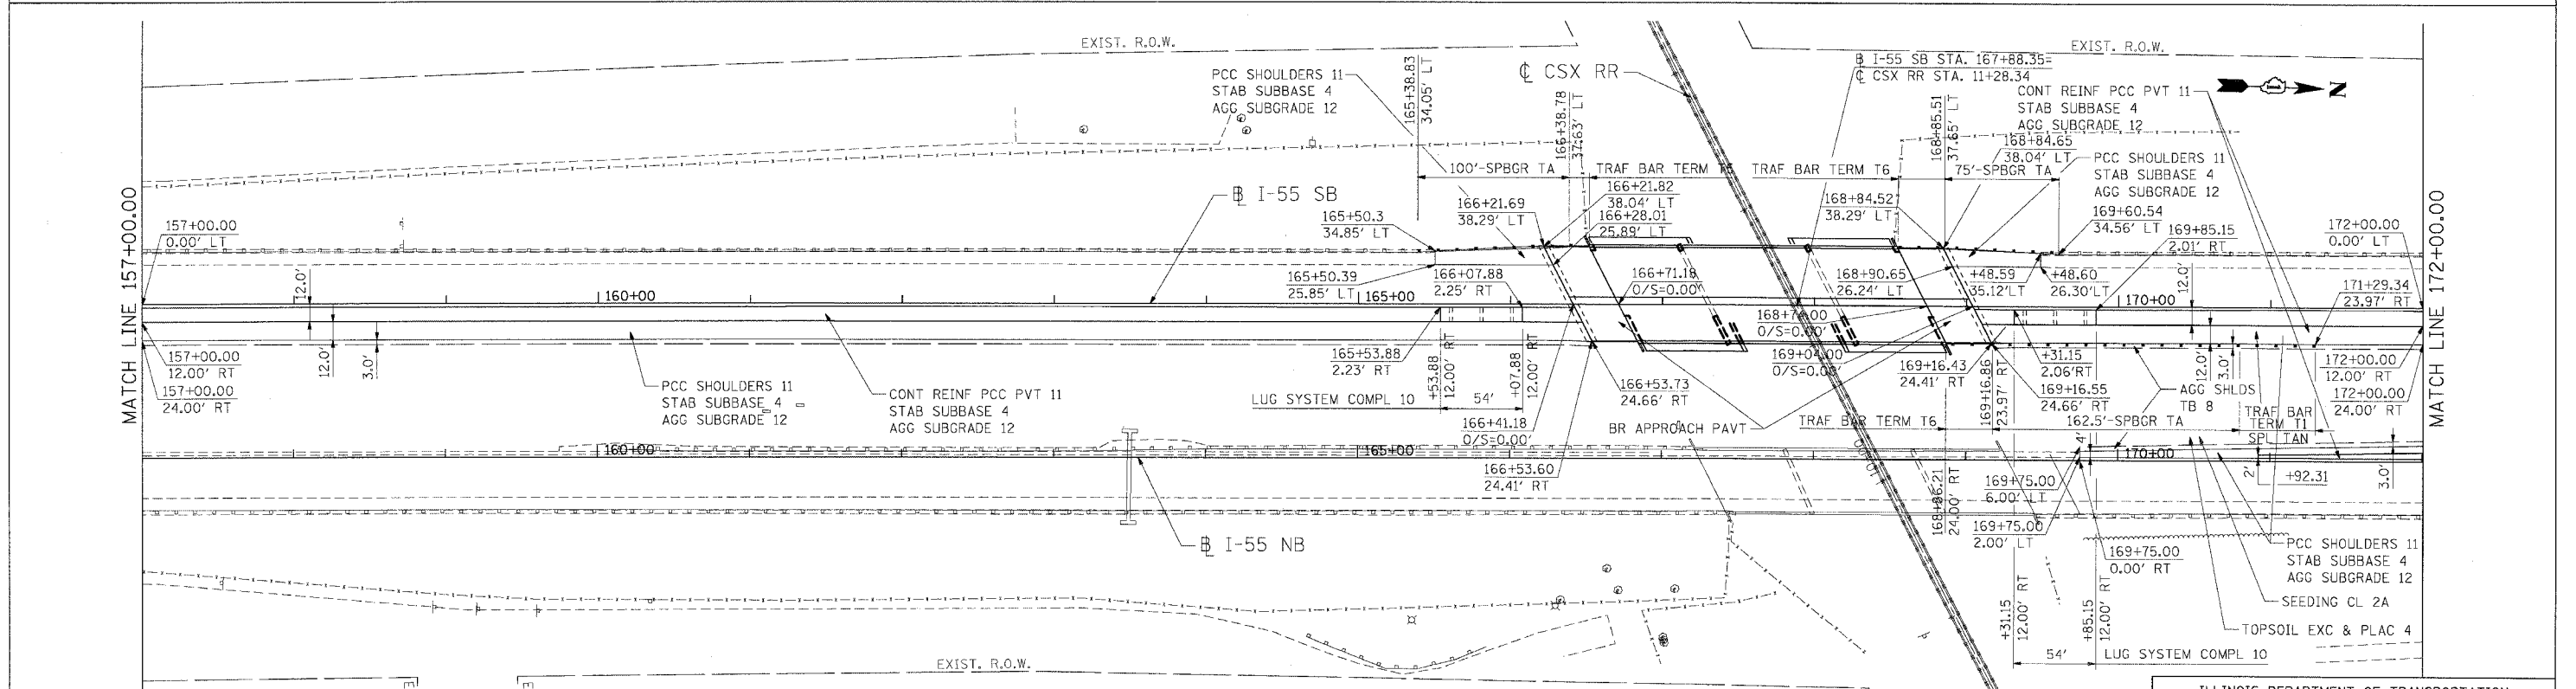 EXIST. R.O.W.
EXIST. R.O.W.
PCC SHOULDERS 11
STAB SUBBASE 4
AGG SUBGRADE 12
165+38.83
34.05' LT
166+38.78
37.63' LT
℄ CSX RR
B I-55 SB STA. 167+88.35=
℄ CSX RR STA. 11+28.34
168+85.51
37.65' LT
CONT REINF PCC PVT 11
STAB SUBBASE 4
AGG SUBGRADE 12
N
168+84.65
38.04' LT
PCC SHOULDERS 11
STAB SUBBASE 4
AGG SUBGRADE 12
100'-SPBGR TA
TRAF BAR TERM
TRAF BAR TERM T6
75'-SPBGR TA
MATCH LINE 157+00.00
MATCH LINE 172+00.00
B I-55 SB
157+00.00
0.00' LT
165+50.3
34.85' LT
166+21.69
38.29' LT
166+21.82
38.04' LT
166+28.01
25.89' LT
168+84.52
38.29' LT
169+60.54
34.56' LT
169+85.15
2.01' RT
172+00.00
0.00' LT
12.0'
165+50.39
25.85' LT
166+07.88
2.25' RT
166+71.18
O/S=0.00'
168+90.65
26.24' LT
+48.59
35.12'LT
+48.60
26.30'LT
12.0'
171+29.34
23.97' RT
160+00
165+00
170+00
168+74.00
O/S=0.00'
157+00.00
12.00' RT
157+00.00
24.00' RT
12.0'
3.0'
165+53.88
2.23' RT
169+04.00
O/S=0.00'
169+16.43
24.41' RT
+31.15
2.06'RT
12.0'
3.0'
172+00.00
12.00' RT
172+00.00
24.00' RT
PCC SHOULDERS 11
STAB SUBBASE 4
AGG SUBGRADE 12
CONT REINF PCC PVT 11
STAB SUBBASE 4
AGG SUBGRADE 12
LUG SYSTEM COMPL 10
+53.88
12.00' RT
54'
+07.88
12.00' RT
166+53.73
24.66' RT
169+16.86
23.97' RT
169+16.55
24.66' RT
AGG SHLDS
TB 8
166+41.18
O/S=0.00'
BR APPROACH PAVT
TRAF BAR TERM T6
162.5'-SPBGR TA
TRAF BAR
TERM T1
SPL TAN
160+00
165+00
170+00
166+53.60
24.41' RT
4'
2'
+92.31
3.0'
168+86.21
24.00' RT
169+75.00
6.00' LT
169+75.00
2.00' LT
169+75.00
0.00' RT
B I-55 NB
PCC SHOULDERS 11
STAB SUBBASE 4
AGG SUBGRADE 12
SEEDING CL 2A
TOPSOIL EXC & PLAC 4
+31.15
12.00' RT
+85.15
12.00' RT
54'
LUG SYSTEM COMPL 10
EXIST. R.O.W.
ILLINOIS DEPARTMENT OF TRANSPORTATION